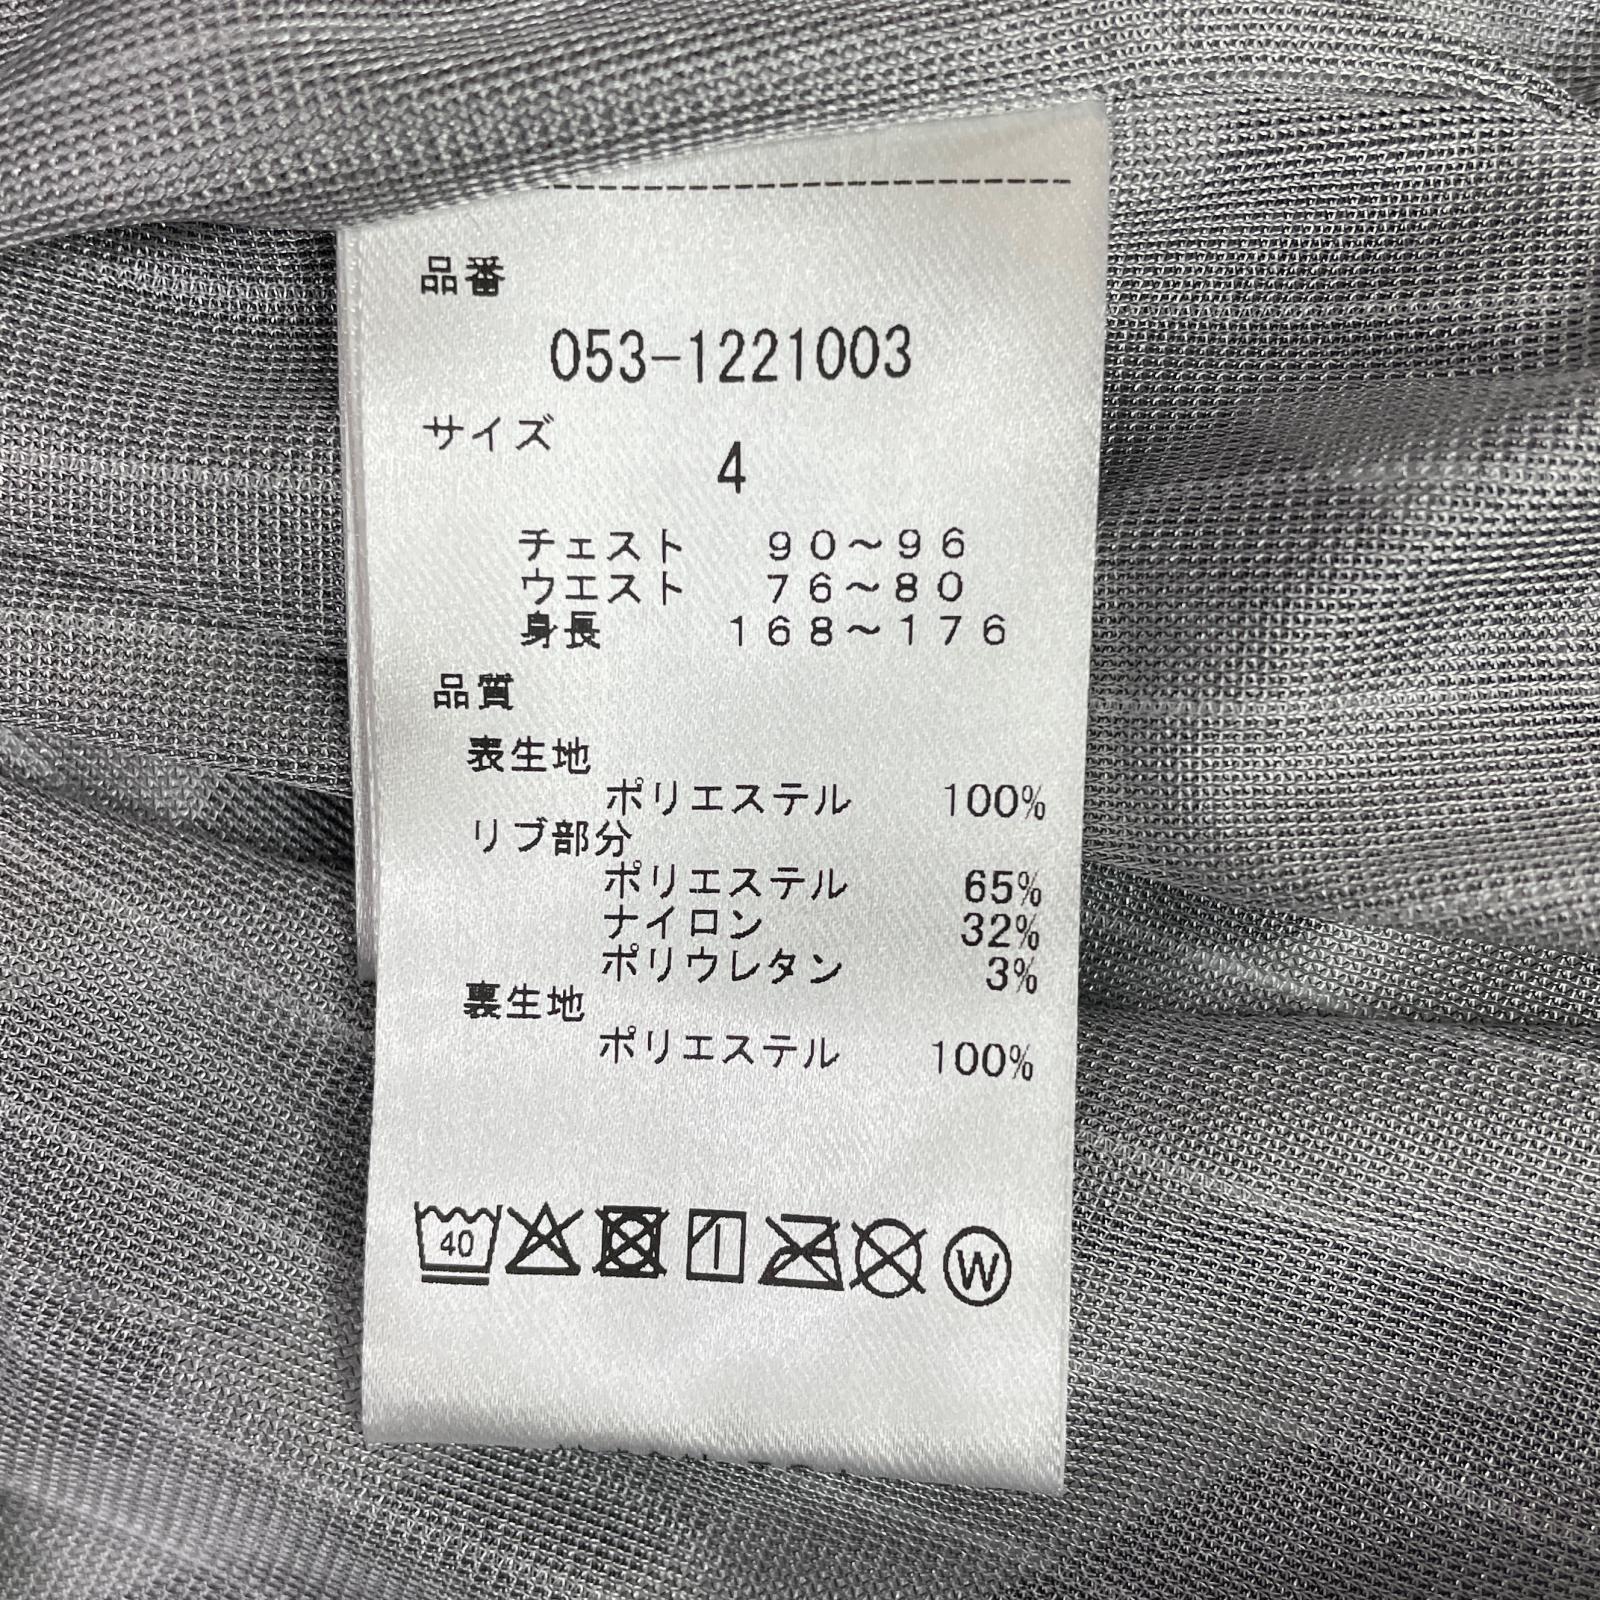 品番
053-1221003
サイズ
4
チェスト 90～96
ウエスト 76～80
身長 168～176
品質
表生地
ポリエステル 100%
リブ部分
ポリエステル 65%
ナイロン 32%
ポリウレタン 3%
裏生地
ポリエステル 100%
40 W